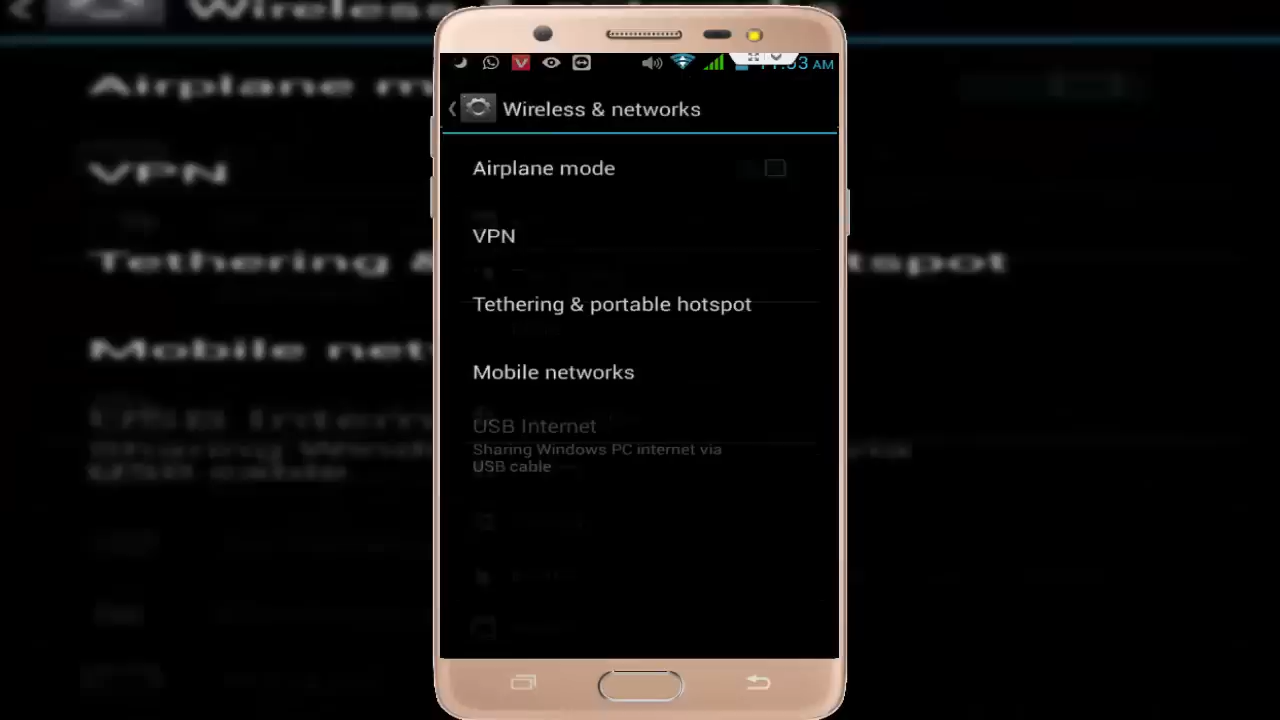 AM
Wireless & networks
Airplane mode
VPN
Tethering & portable hotspot
Mobile networks
USB Internet
Sharing Windows PC internet via
USB cable